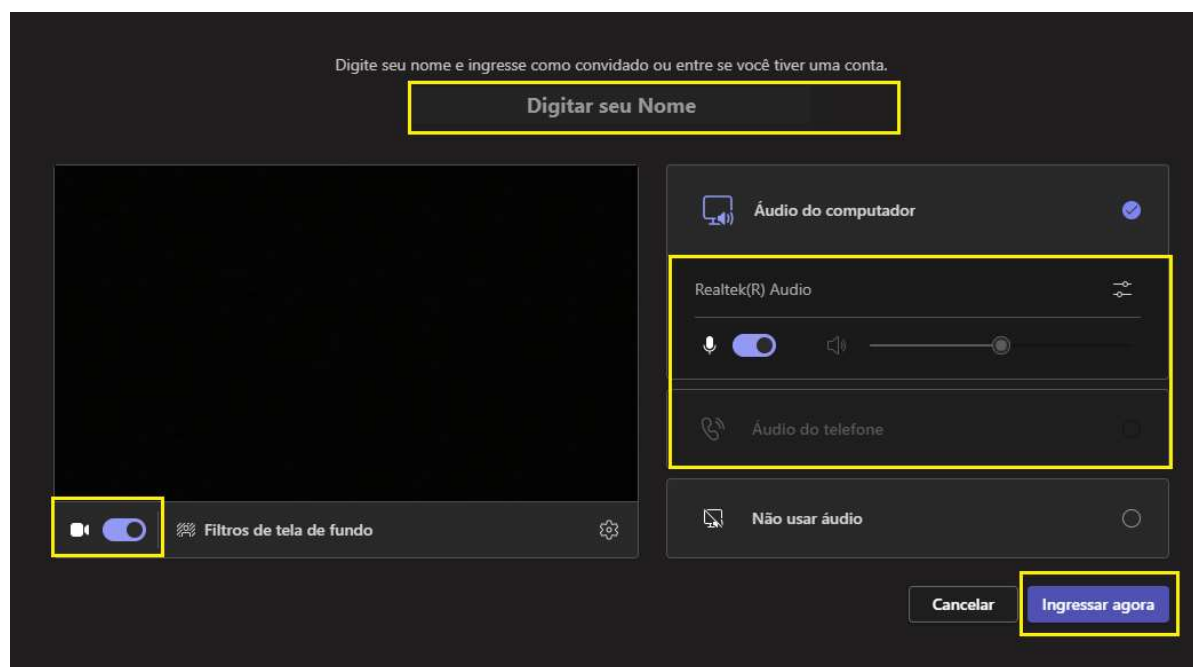 Digite seu nome e ingresse como convidado ou entre se você tiver uma conta.
Digitar seu Nome
Áudio do computador
Realtek(R) Audio
Áudio do telefone
Filtros de tela de fundo
Não usar áudio
Cancelar
Ingressar agora